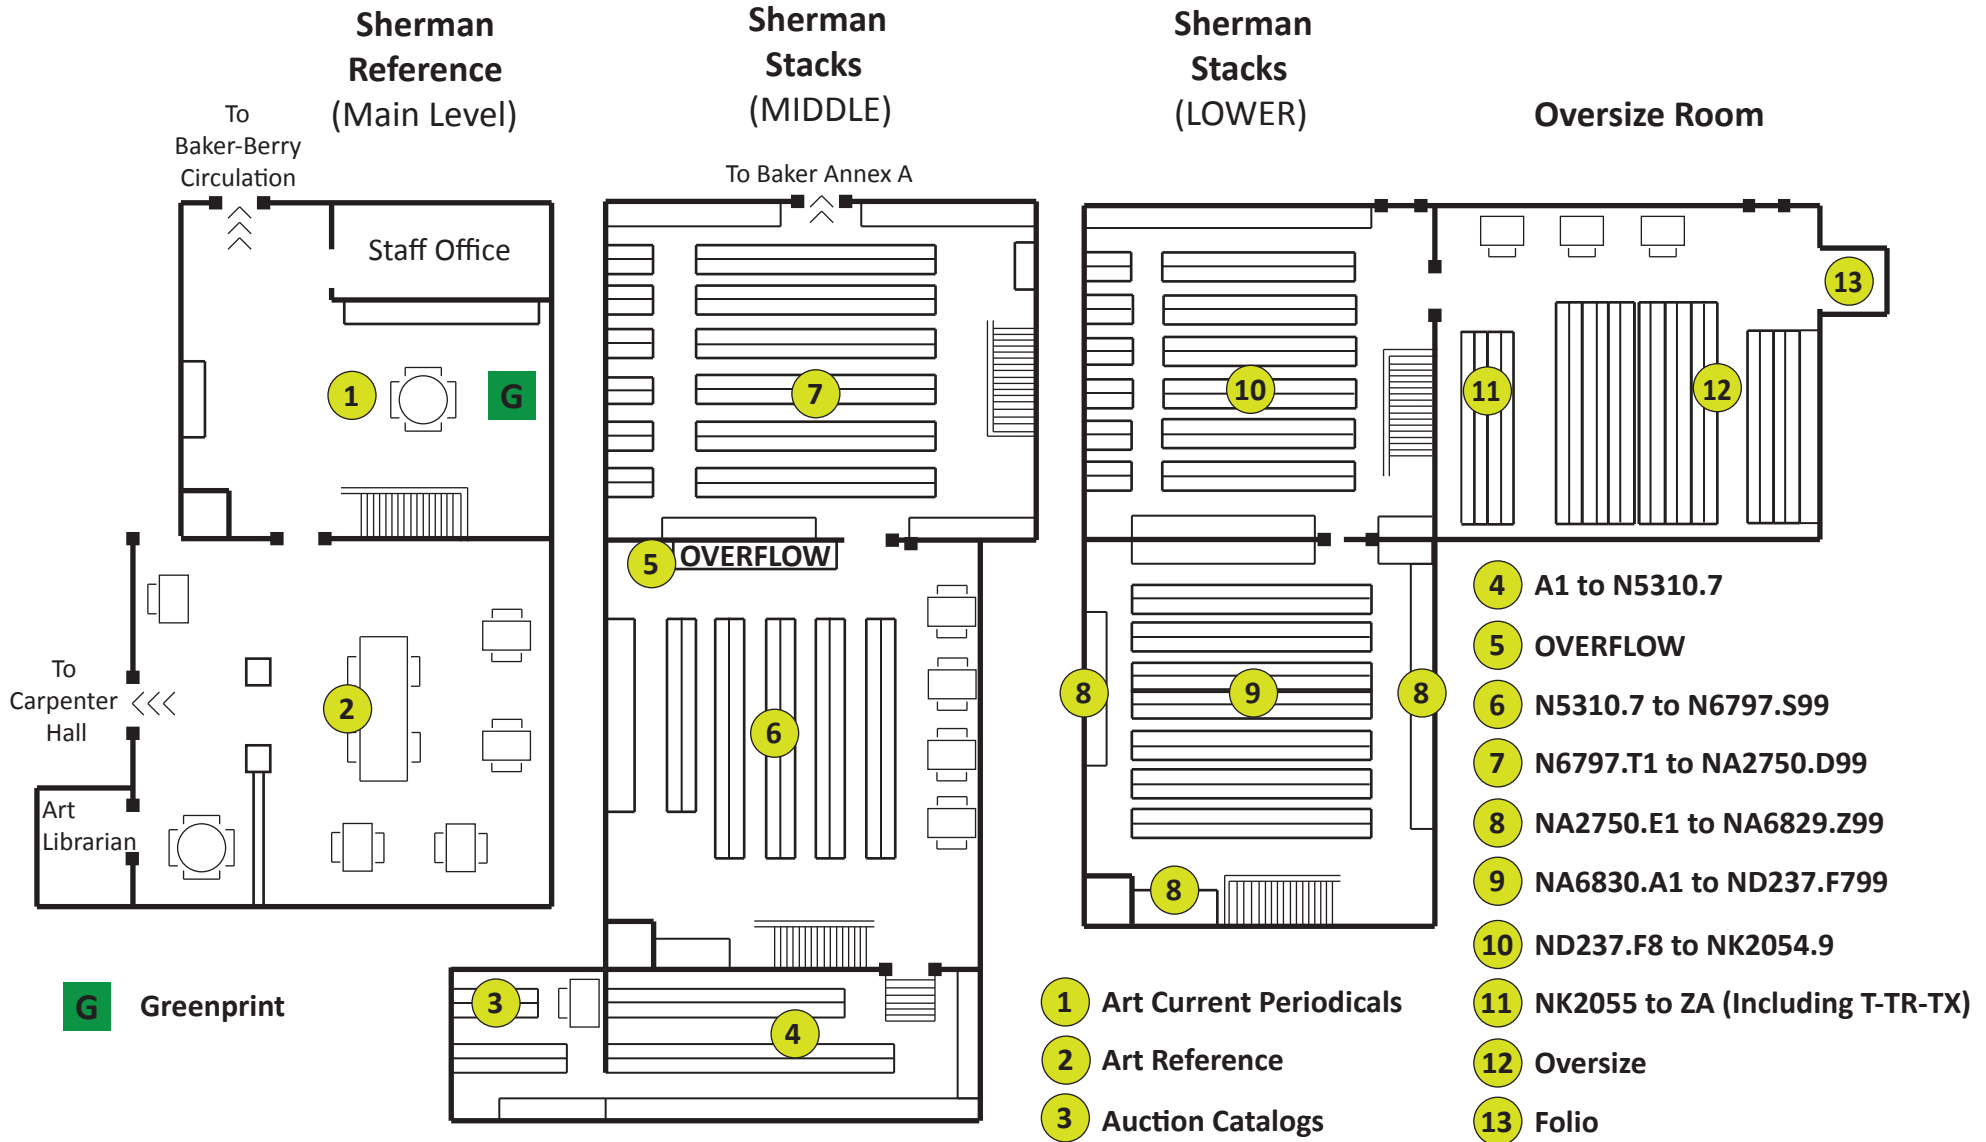 Sherman
Reference
(Main Level)
Sherman
Stacks
(MIDDLE)
Sherman
Stacks
(LOWER)
Oversize Room
To
Baker-Berry
Circulation
To Baker Annex A
Staff Office
1
G
7
10
11
12
13
5
OVERFLOW
To
Carpenter
Hall
2
6
8
9
8
8
Art
Librarian
3
4
G Greenprint
1 Art Current Periodicals
2 Art Reference
3 Auction Catalogs
4 A1 to N5310.7
5 OVERFLOW
6 N5310.7 to N6797.S99
7 N6797.T1 to NA2750.D99
8 NA2750.E1 to NA6829.Z99
9 NA6830.A1 to ND237.F799
10 ND237.F8 to NK2054.9
11 NK2055 to ZA (Including T-TR-TX)
12 Oversize
13 Folio